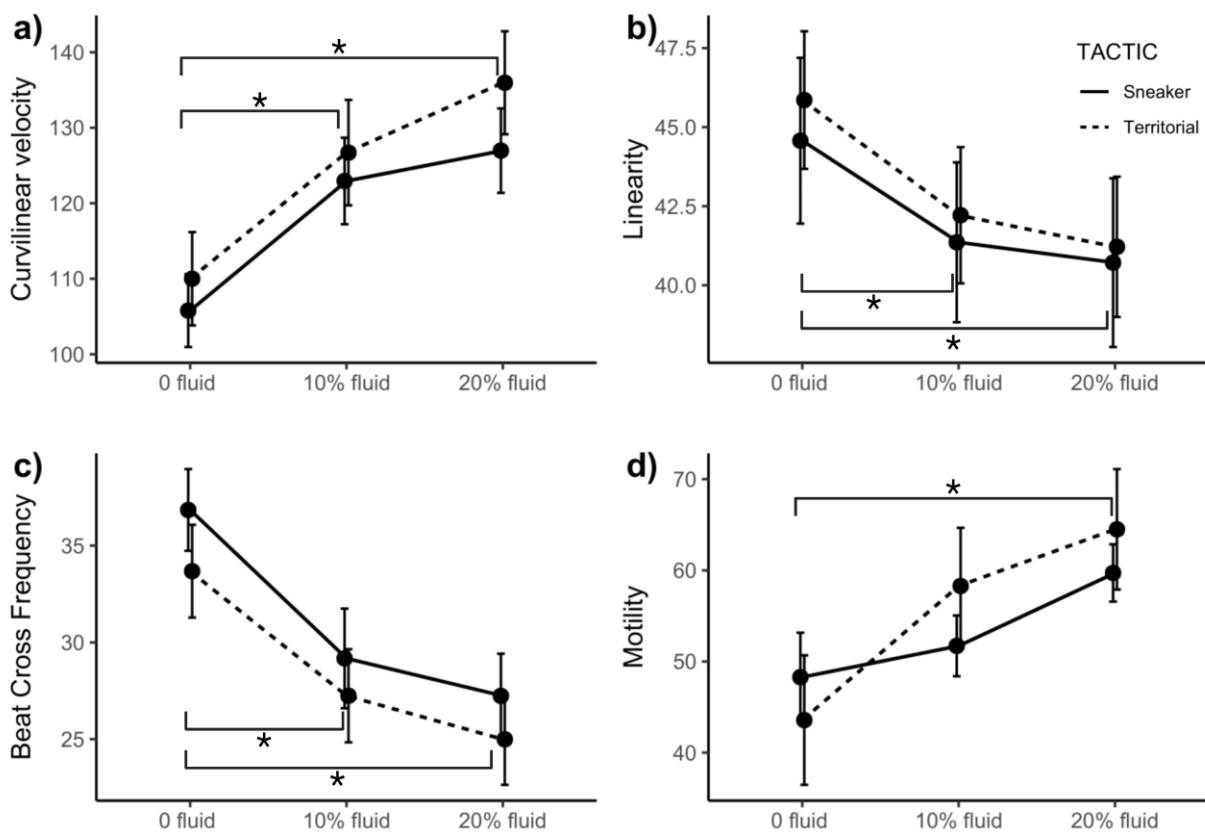 a)
Curvilinear velocity
140
130
120
110
100
*
*
0 fluid
10% fluid
20% fluid
b)
Linearity
47.5
45.0
42.5
40.0
TACTIC
Sneaker
Territorial
*
*
0 fluid
10% fluid
20% fluid
c)
Beat Cross Frequency
35
30
25
*
*
0 fluid
10% fluid
20% fluid
d)
Motility
70
60
50
40
*
0 fluid
10% fluid
20% fluid